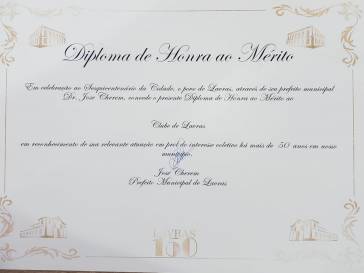 Diploma de Honra ao Mérito
Em celebração ao Sesquicentenário da Cidade, o povo de Lavras, através de seu prefeito municipal
Dr. José Cherem, concede o presente Diploma de Honra ao Mérito ao
Clube de Lavras
em reconhecimento de sua relevante atuação em prol do interesse coletivo há mais de 50 anos em nosso
município.
José Cherem
Prefeito Municipal de Lavras
LAVRAS
150